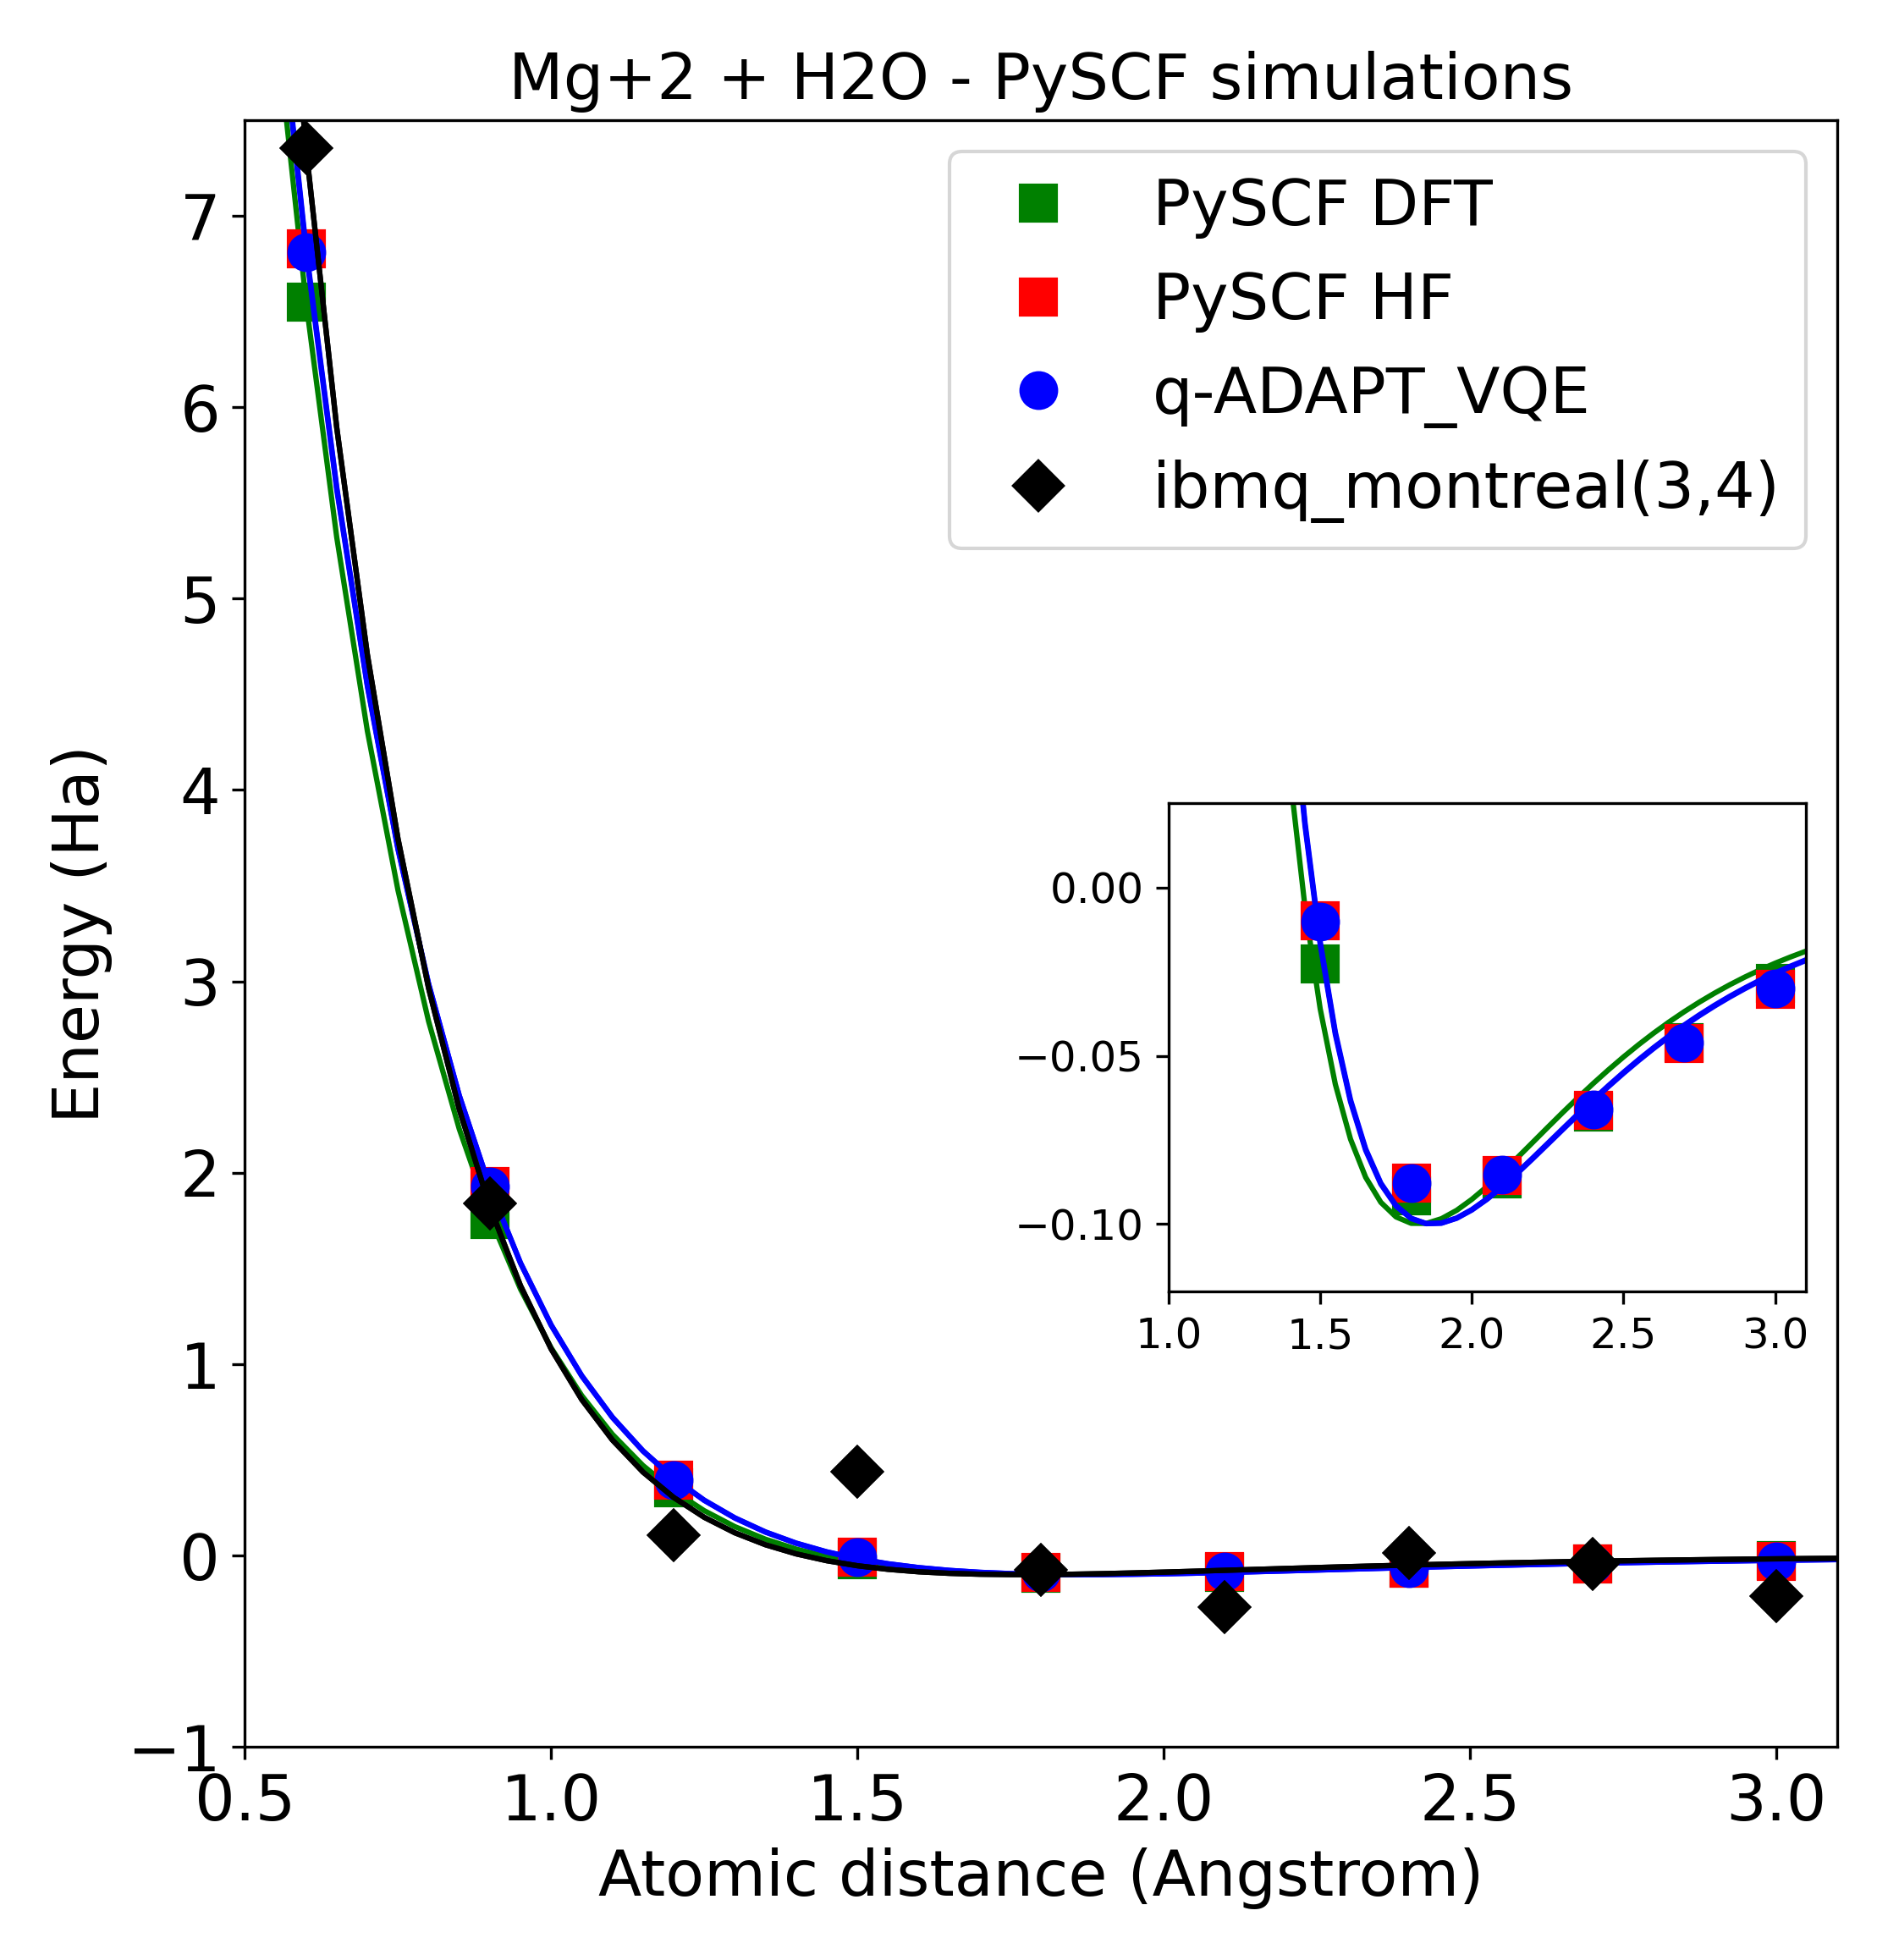 Mg+2 + H2O - PySCF simulations
PySCF DFT
PySCF HF
q-ADAPT_VQE
ibmq_montreal(3,4)
Energy (Ha)
7
6
5
4
3
2
1
0
−1
0.00
−0.05
−0.10
1.0 1.5 2.0 2.5 3.0
0.5 1.0 1.5 2.0 2.5 3.0
Atomic distance (Angstrom)